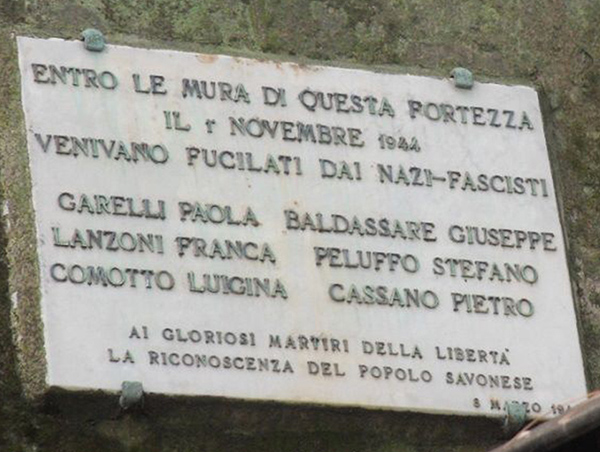 ENTRO LE MURA DI QUESTA FORTEZZA
IL 1° NOVEMBRE 1944
VENIVANO FUCILATI DAI NAZI-FASCISTI
GARELLI PAOLA BALDASSARE GIUSEPPE
LANZONI FRANCA PELUFFO STEFANO
COMOTTO LUIGINA CASSANO PIETRO
AI GLORIOSI MARTIRI DELLA LIBERTA'
LA RICONOSCENZA DEL POPOLO SAVONESE
8 MARZO